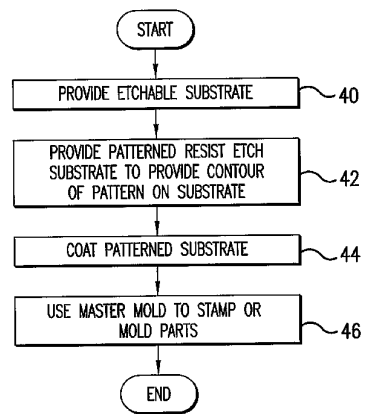 START
PROVIDE ETCHABLE SUBSTRATE
40
PROVIDE PATTERNED RESIST ETCH
SUBSTRATE TO PROVIDE CONTOUR
OF PATTERN ON SUBSTRATE
42
COAT PATTERNED SUBSTRATE
44
USE MASTER MOLD TO STAMP OR
MOLD PARTS
46
END